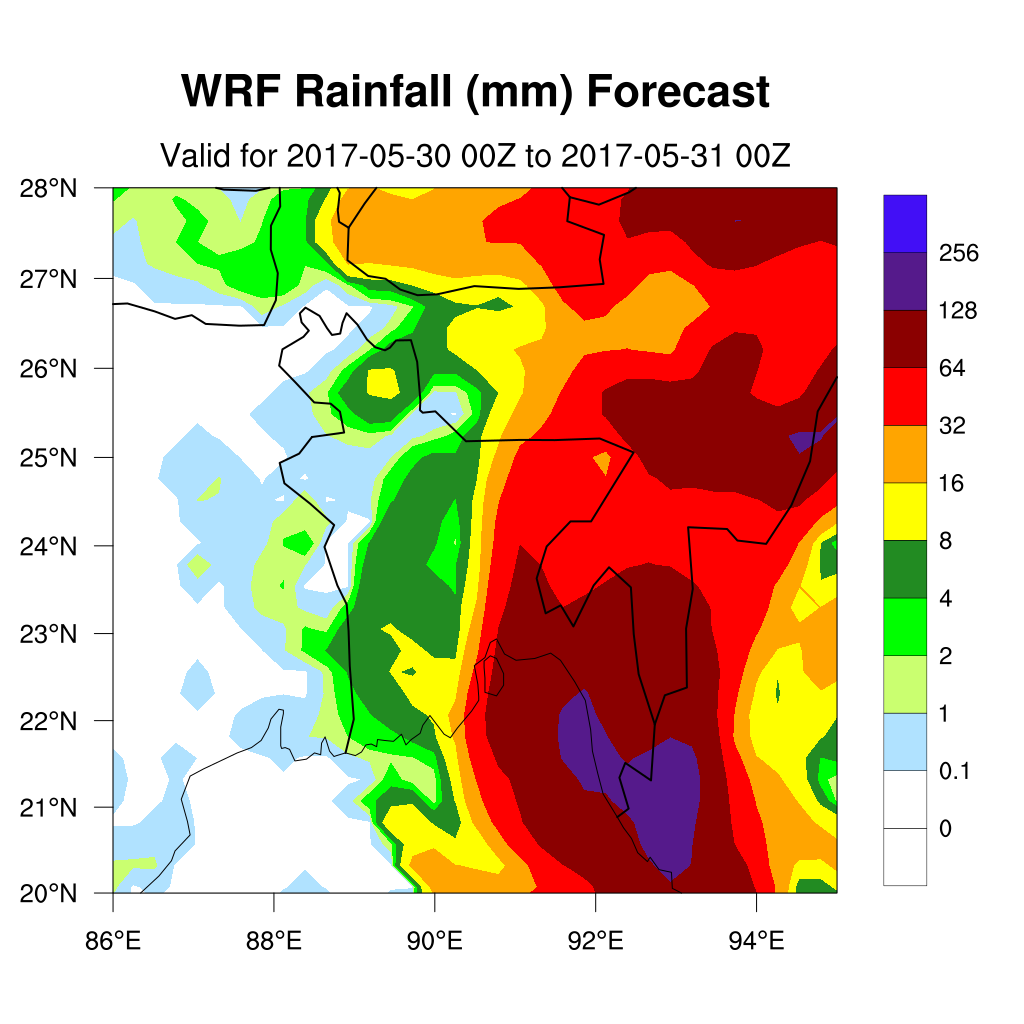 WRF Rainfall (mm) Forecast
Valid for 2017-05-30 00Z to 2017-05-31 00Z
28°N
27°N
26°N
25°N
24°N
23°N
22°N
21°N
20°N
86°E
88°E
90°E
92°E
94°E
256
128
64
32
16
8
4
2
1
0.1
0